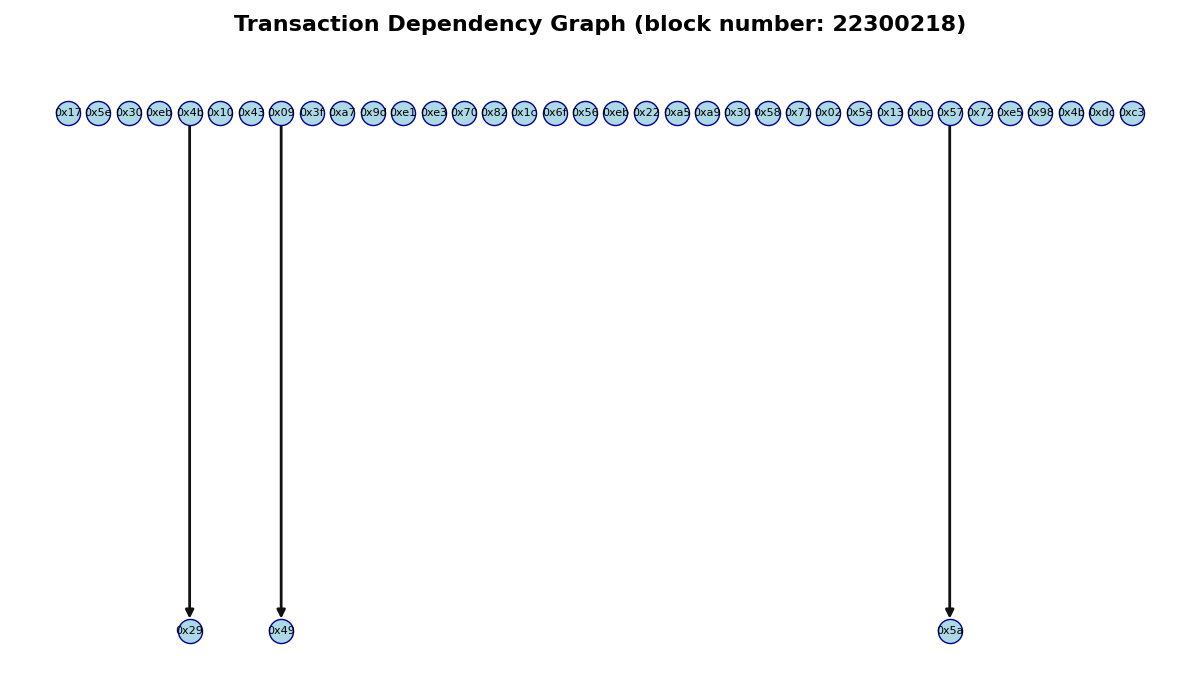 Transaction Dependency Graph (block number: 22300218)
0x17 0x5e 0x30 0xeb 0x4b 0x10 0x43 0x09 0x3f 0xa7 0x9d 0xe1 0xe3 0x70 0x82 0x1c 0x6f 0x56 0xeb 0x22 0xa5 0xa9 0x30 0x58 0x71 0x02 0x5e 0x13 0xbc 0x57 0x72 0xe5 0x98 0x4b 0xdc 0xc3
0x29 0x49 0x5a